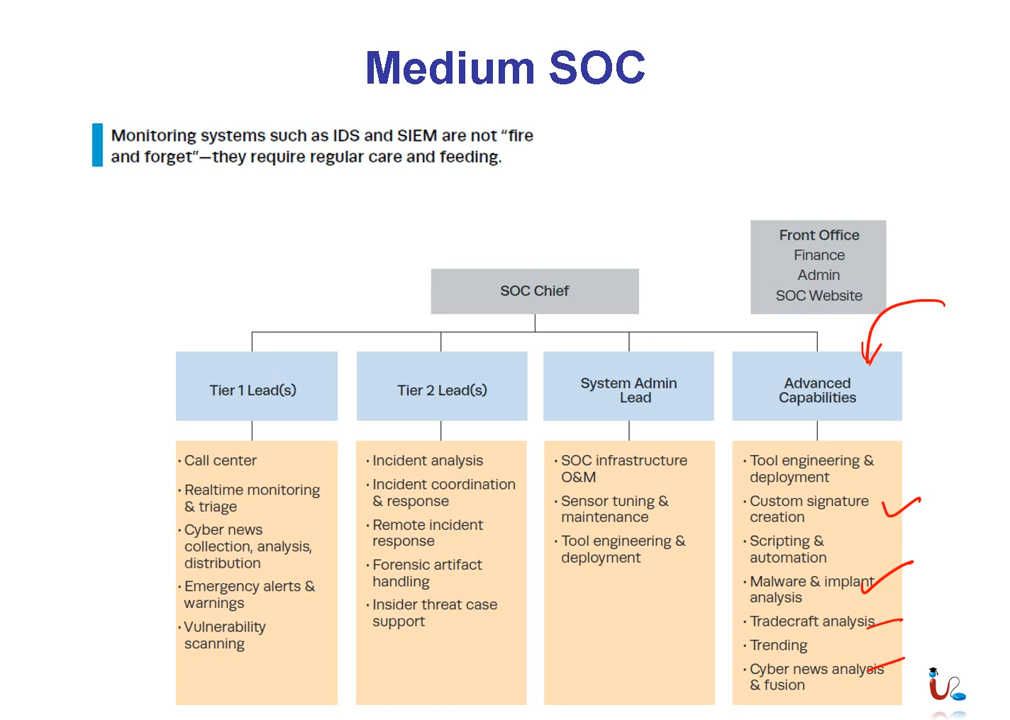 Medium SOC
Monitoring systems such as IDS and SIEM are not “fire
and forget”—they require regular care and feeding.
Front Office
Finance
Admin
SOC Website
SOC Chief
Tier 1 Lead(s)
Tier 2 Lead(s)
System Admin
Lead
Advanced
Capabilities
· Call center
· Realtime monitoring
& triage
· Cyber news
collection, analysis,
distribution
· Emergency alerts &
warnings
· Vulnerability
scanning
· Incident analysis
· Incident coordination
& response
· Remote incident
response
· Forensic artifact
handling
· Insider threat case
support
· SOC infrastructure
O&M
· Sensor tuning &
maintenance
· Tool engineering &
deployment
· Tool engineering &
deployment
· Custom signature
creation
· Scripting &
automation
· Malware & implant
analysis
· Tradecraft analysis
· Trending
· Cyber news analysis
& fusion